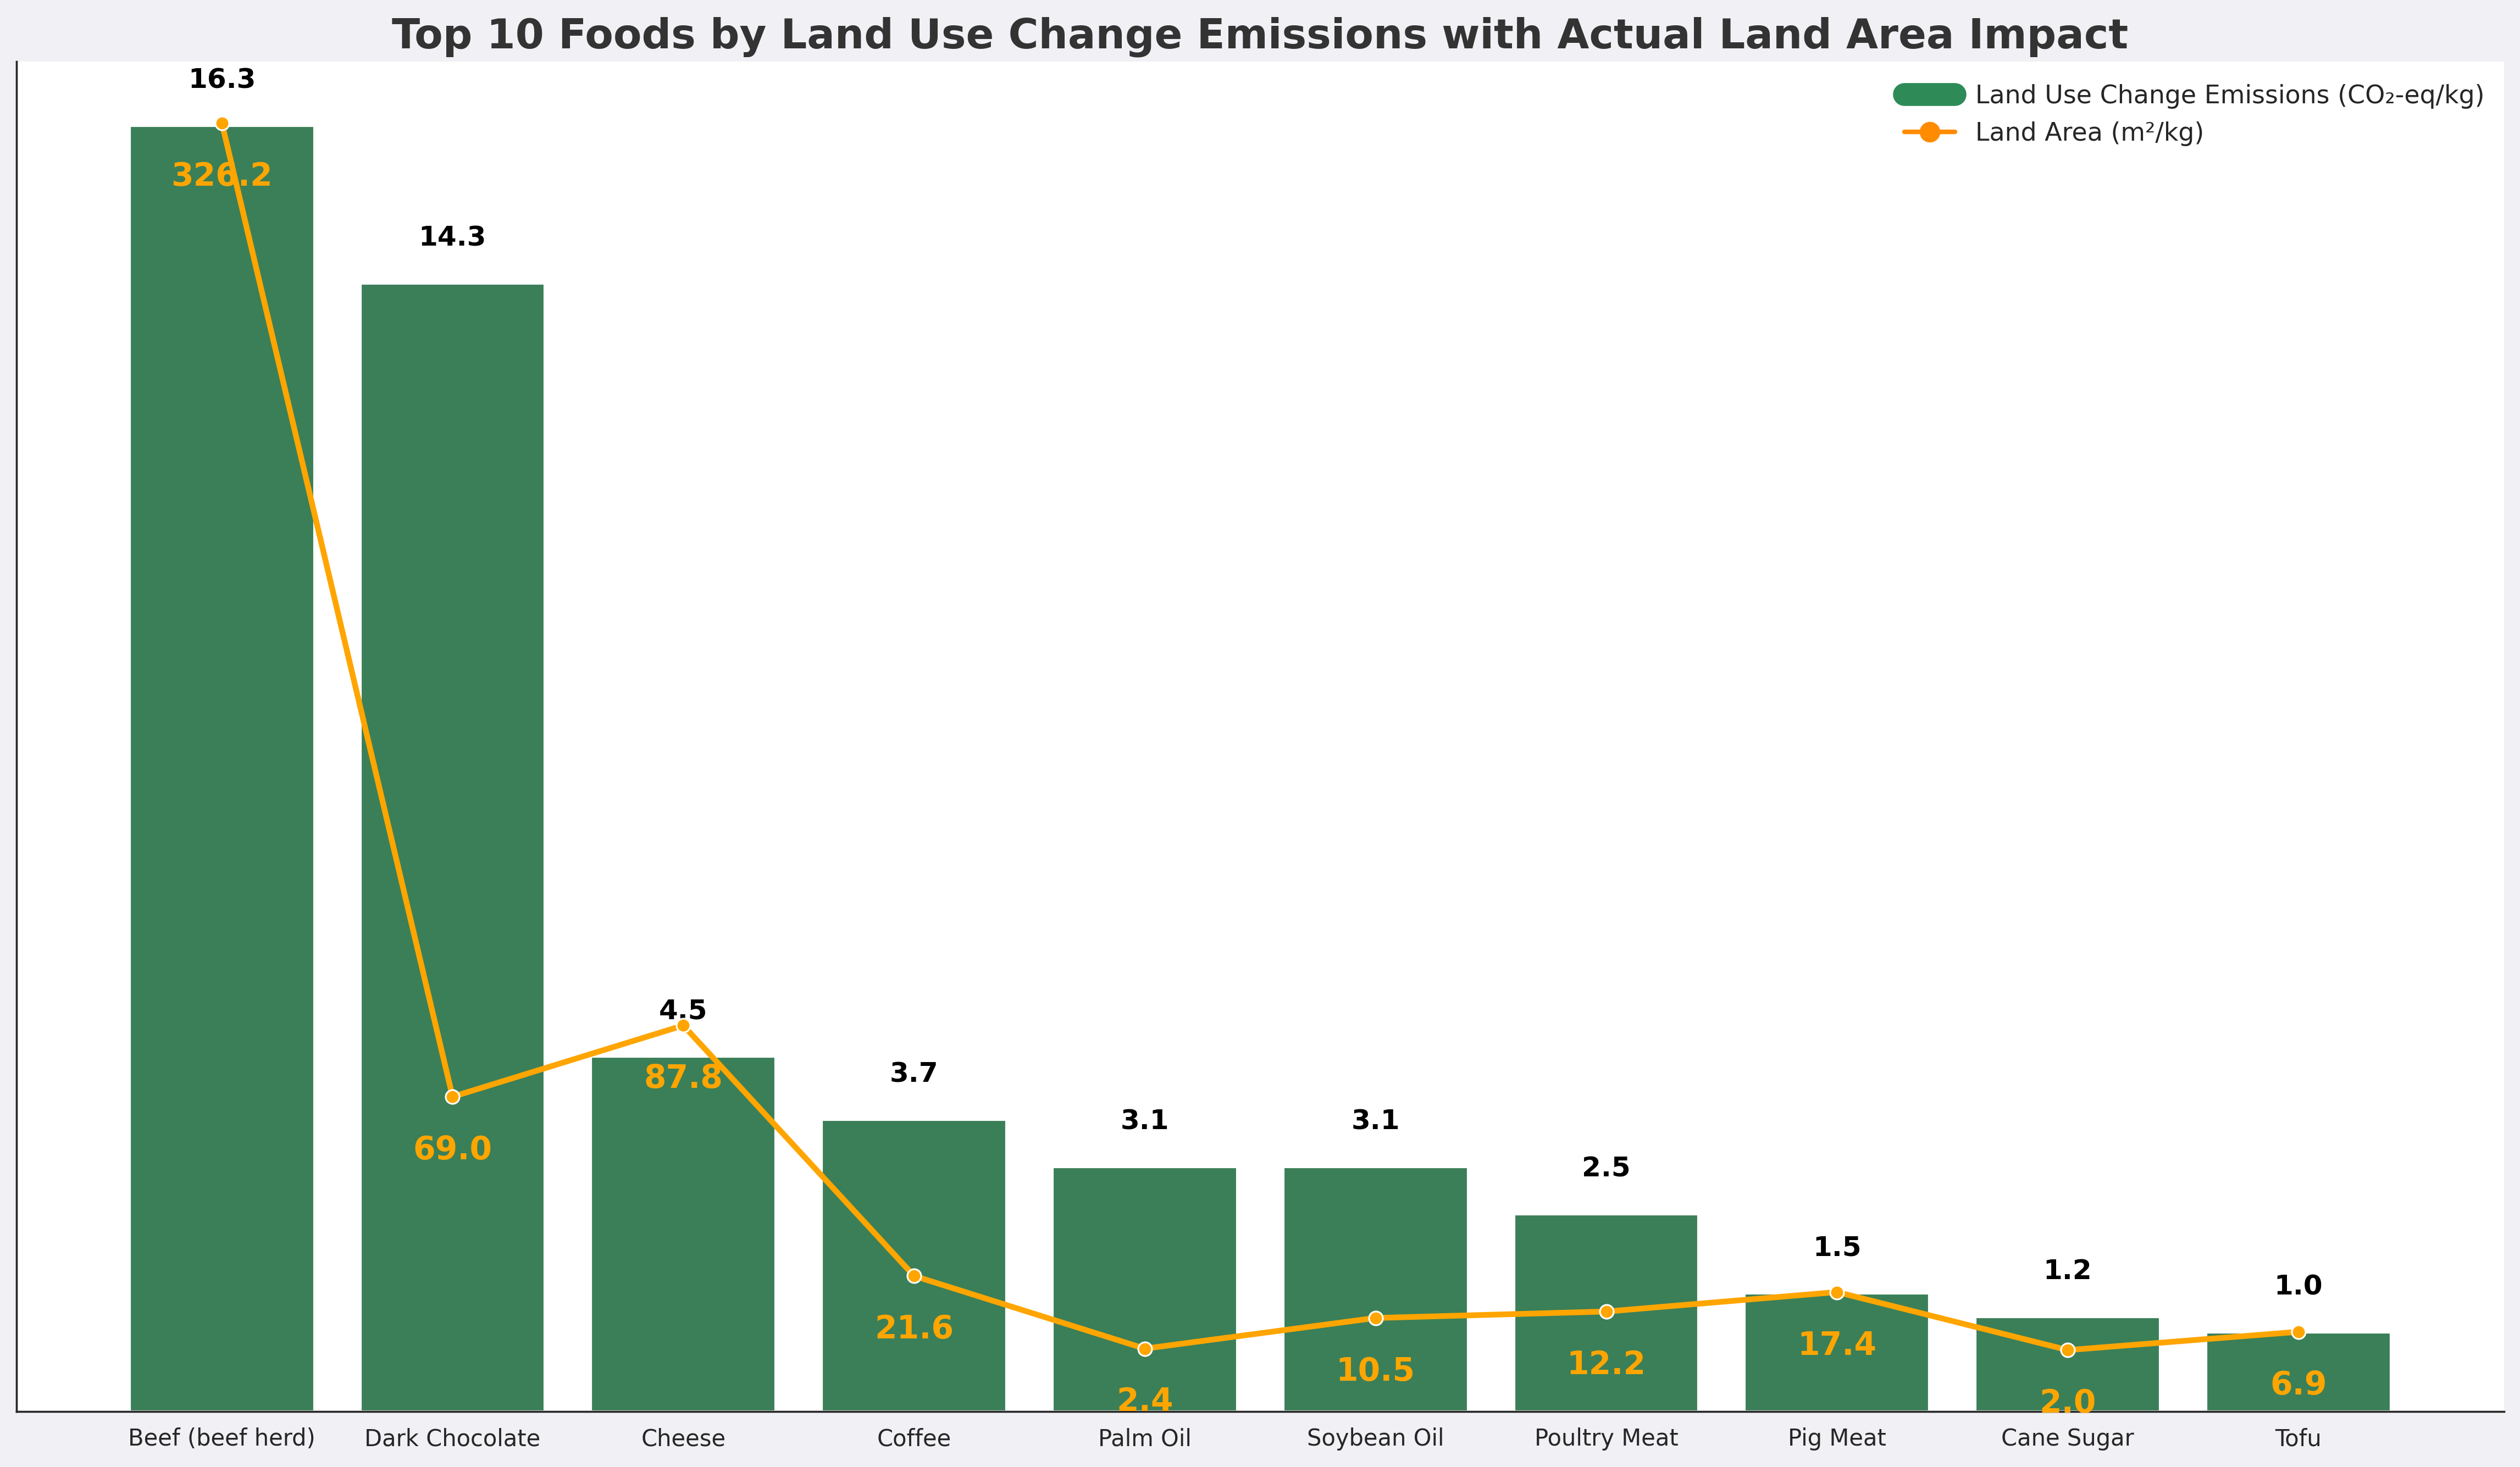 Top 10 Foods by Land Use Change Emissions with Actual Land Area Impact
Land Use Change Emissions (CO₂-eq/kg)
Land Area (m²/kg)
16.3
326.2
14.3
69.0
4.5
87.8
3.7
21.6
3.1
2.4
3.1
10.5
2.5
12.2
1.5
17.4
1.2
2.0
1.0
6.9
Beef (beef herd)
Dark Chocolate
Cheese
Coffee
Palm Oil
Soybean Oil
Poultry Meat
Pig Meat
Cane Sugar
Tofu